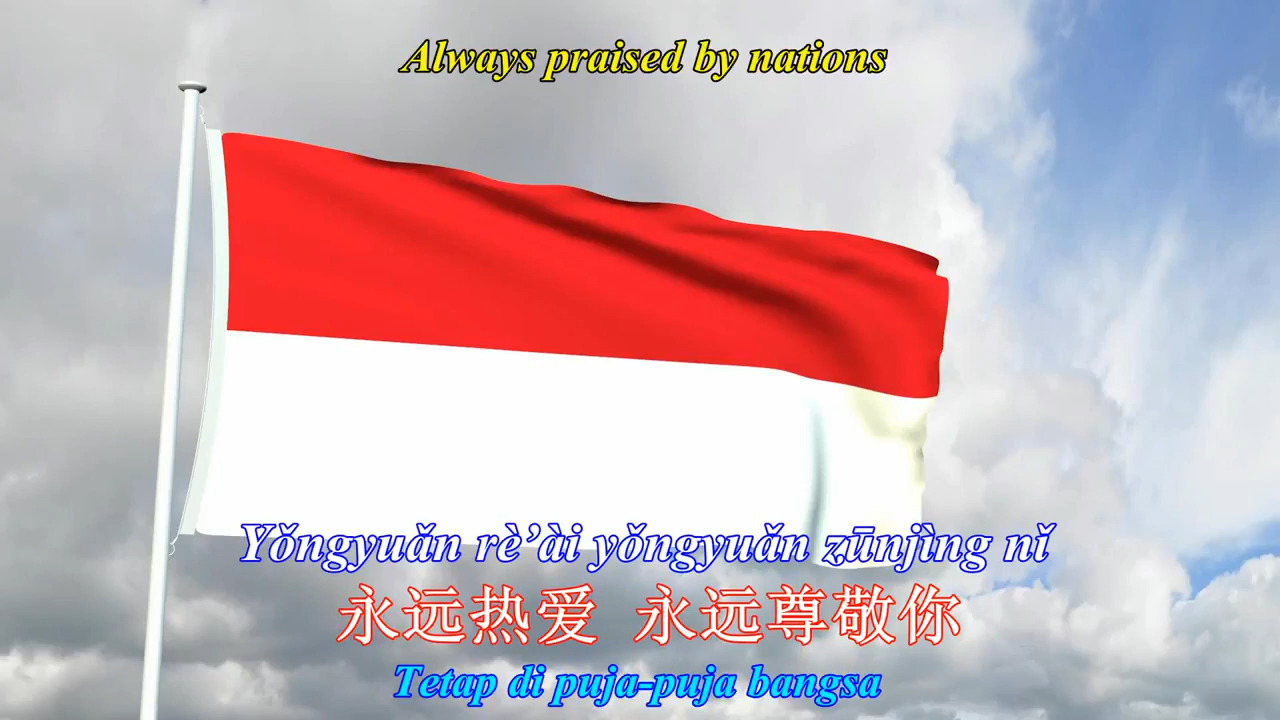 Always praised by nations
Yǒngyuǎn rè’ài yǒngyuǎn zūnjìng nǐ
永远热爱 永远尊敬你
Tetap di puja-puja bangsa